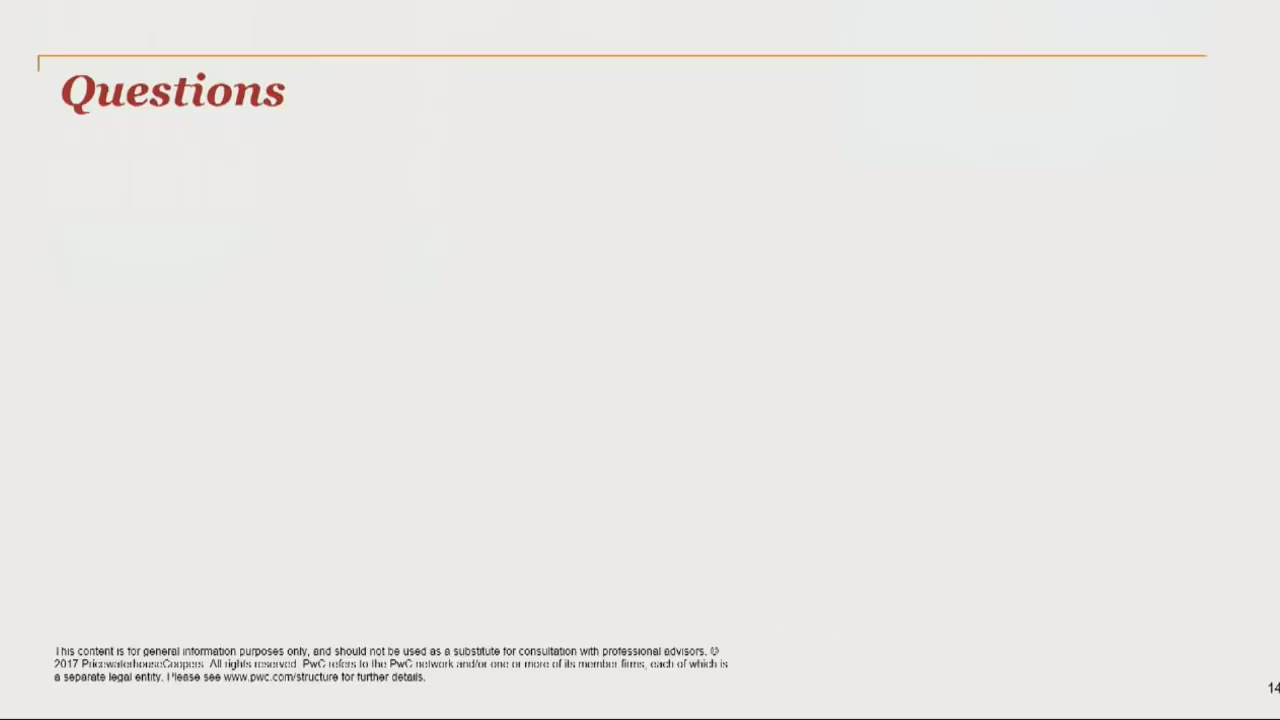 Questions
This content is for general information purposes only, and should not be used as a substitute for consultation with professional advisors. ©
2017 PricewaterhouseCoopers. All rights reserved. PwC refers to the PwC network and/or one or more of its member firms, each of which is
a separate legal entity. Please see www.pwc.com/structure for further details.
14